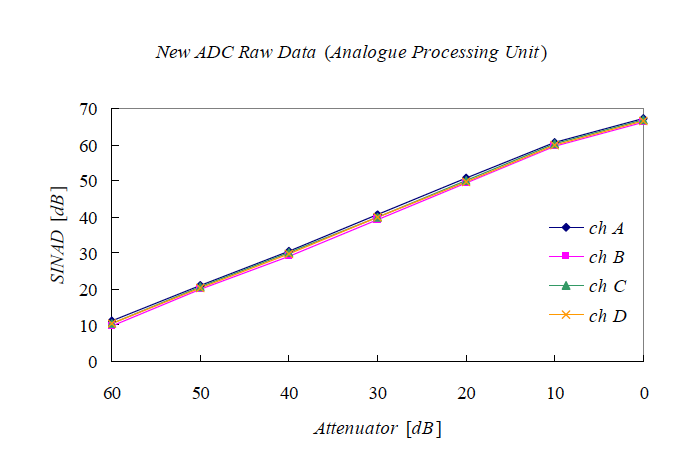 New ADC Raw Data (Analogue Processing Unit)
70
60
50
40
30
20
10
0
SINAD [dB]
ch A
ch B
ch C
ch D
60 50 40 30 20 10 0
Attenuator [dB]